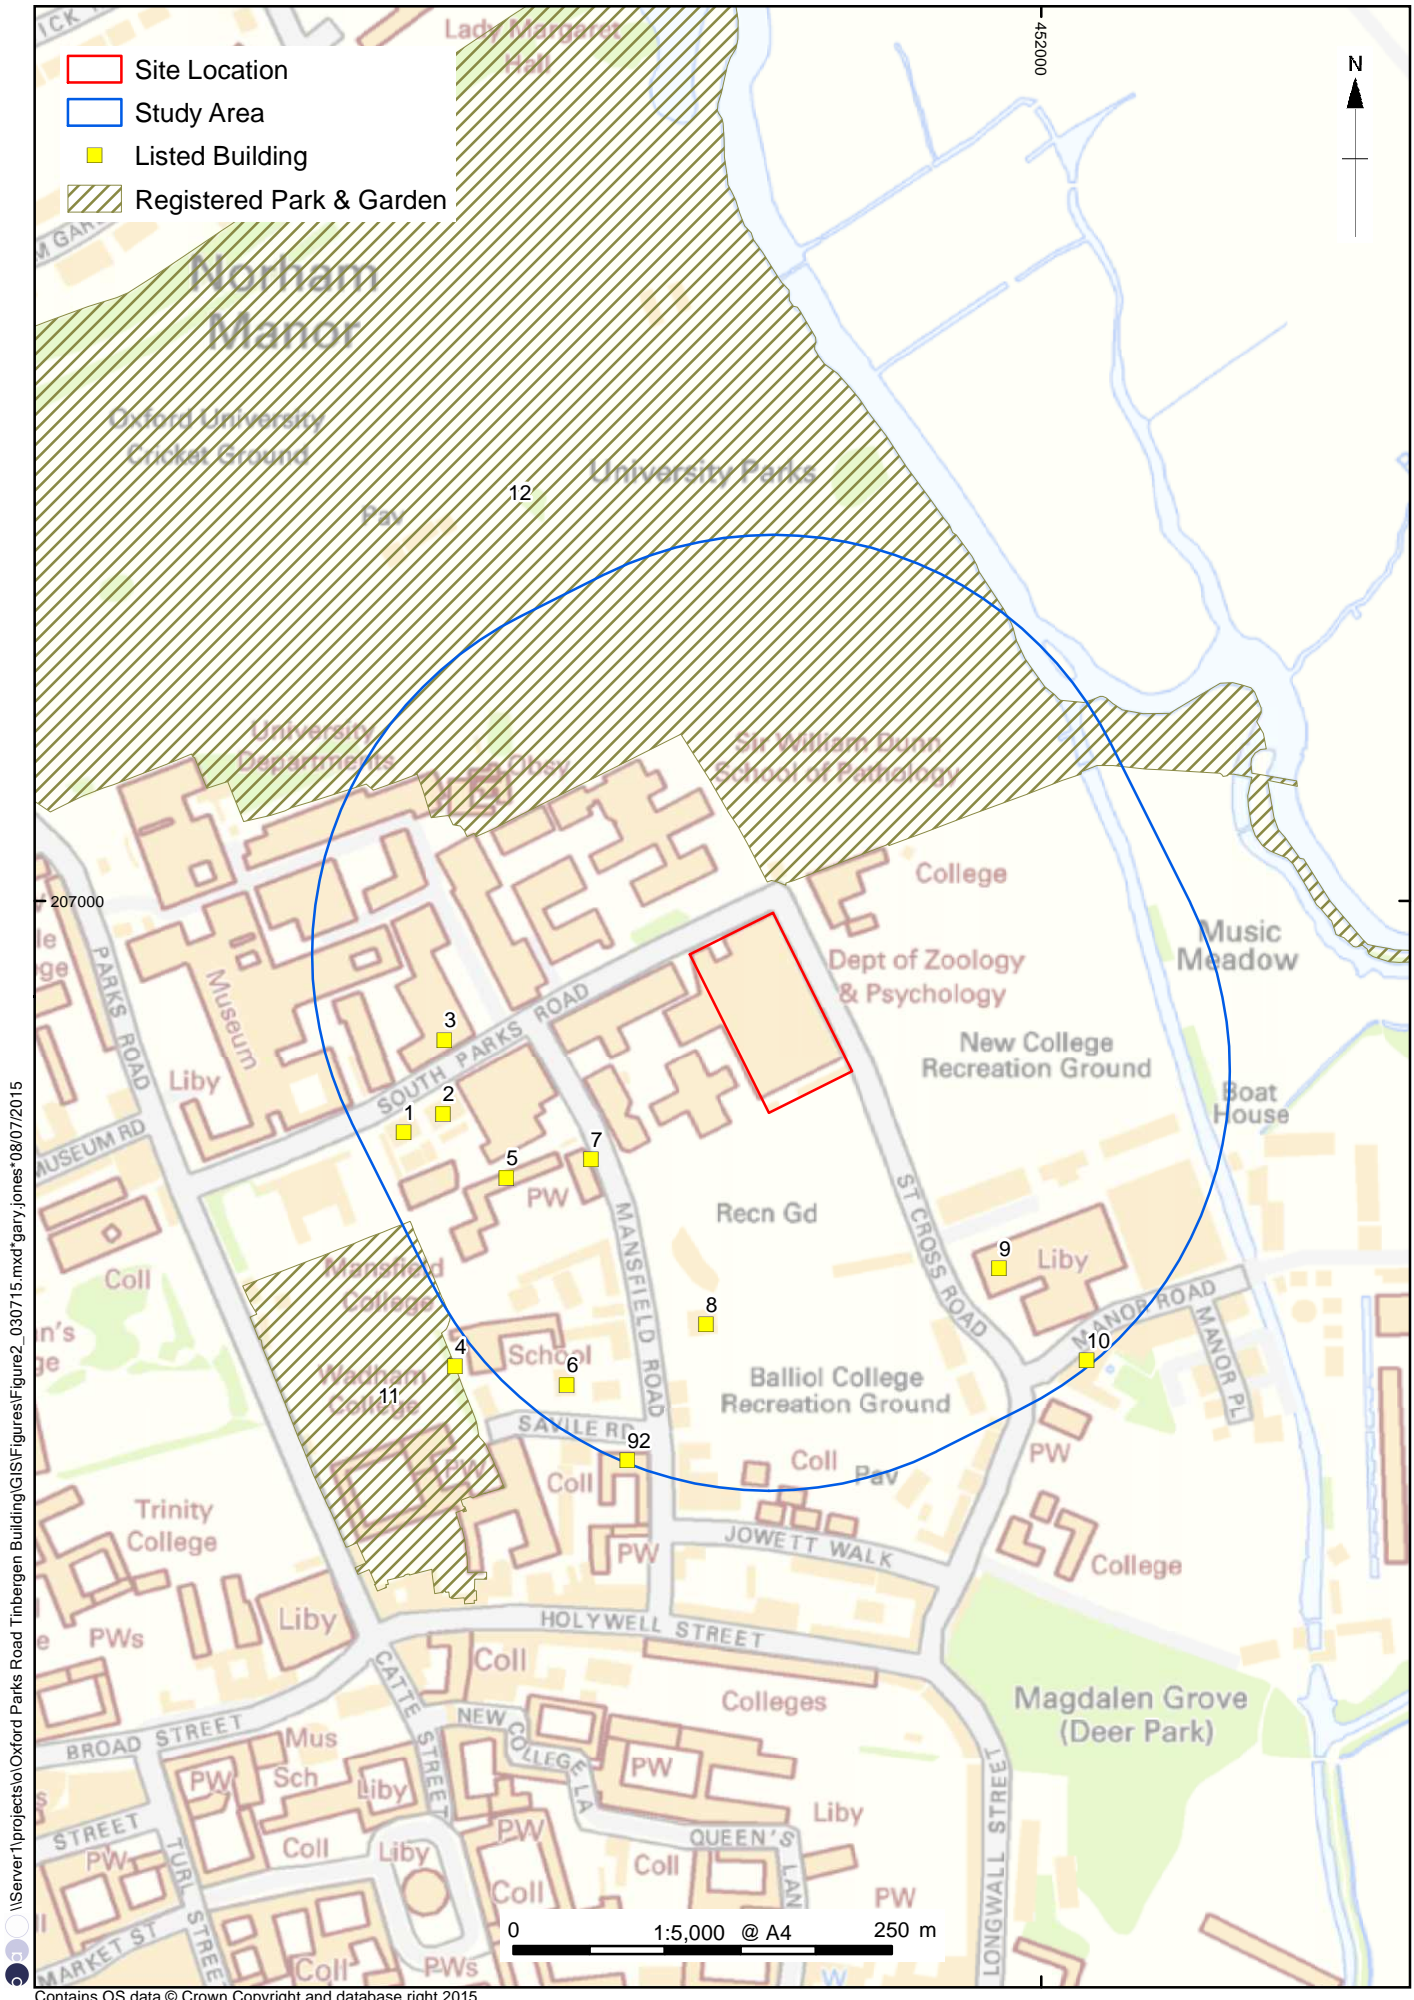 Site Location
Study Area
Listed Building
Registered Park & Garden
Lady Margaret
Hall
452000
N
Norham
Manor
Oxford University
Cricket Ground
University Parks
12
Pav
University
Departments
Obsy
Sir William Dunn
School of Pathology
College
207000
PARKS ROAD
Museum
Dept of Zoology
& Psychology
Music
Meadow
New College
Recreation Ground
Boat
House
SOUTH PARKS ROAD
3
2
1
Liby
MUSEUM RD
5
7
PW
Recn Gd
MANSFIELD ROAD
ST CROSS ROAD
9
Liby
MANOR ROAD
MANOR PL
10
Coll
Mansfield
College
8
4
School
6
Wadham
11
College
Balliol College
Recreation Ground
SAVILE RD
92
PW
Coll
Coll
Pav
PW
Trinity
College
PW
JOWETT WALK
College
Liby
PWs
HOLYWELL STREET
Coll
Colleges
Magdalen Grove
(Deer Park)
CATTE STREET
NEW COLLEGE LA
BROAD STREET
Mus
Sch
PW
Liby
PW
Liby
STREET
PW
TURL STREE
Coll
Liby
PW
QUEEN'S LAN
Coll
Coll
PW
LONGWALL STREET
MARKET ST
Coll
PWs
W
0 1:5,000 @ A4 250 m
\\Server1\projects\o\Oxford Parks Road Tinbergen Building\GIS\Figures\Figure2_030715.mxd*gary.jones*08/07/2015
Contains OS data © Crown Copyright and database right 2015